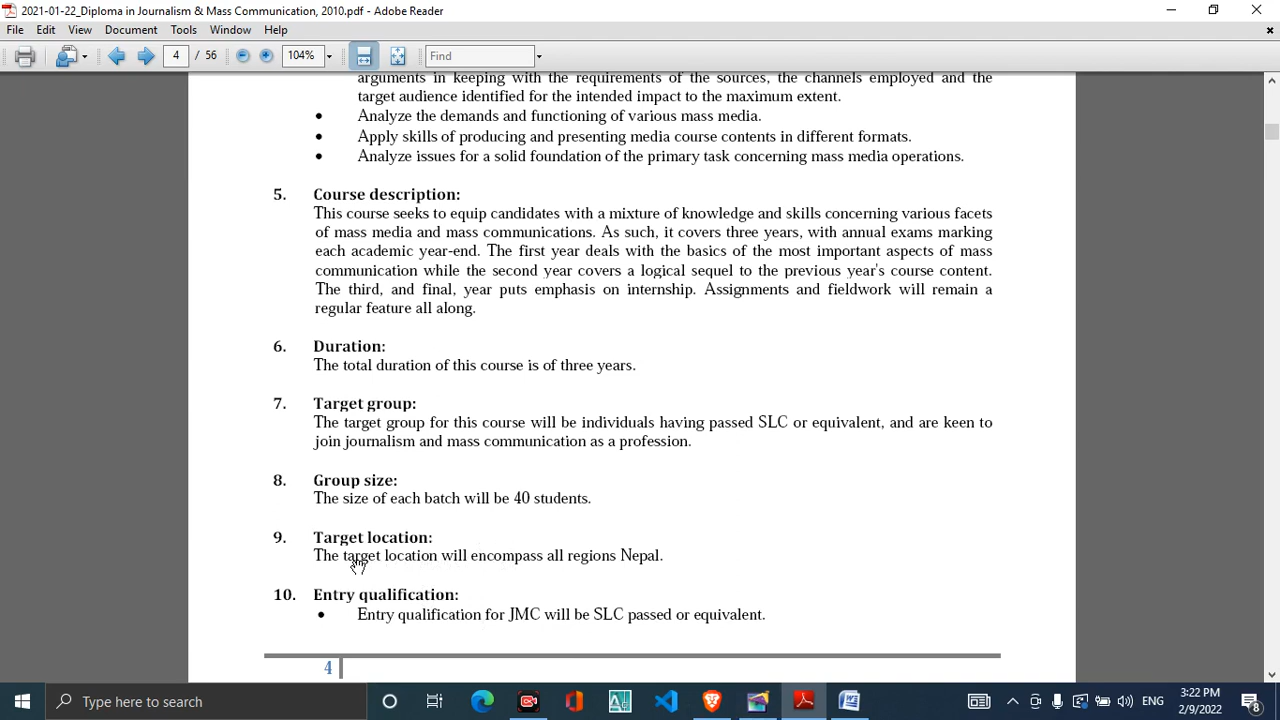 2021-01-22_Diploma in Journalism & Mass Communication, 2010.pdf - Adobe Reader
File Edit View Document Tools Window Help
4 / 56 104% Find
arguments in keeping with the requirements of the sources, the channels employed and the
target audience identified for the intended impact to the maximum extent.
• Analyze the demands and functioning of various mass media.
• Apply skills of producing and presenting media course contents in different formats.
• Analyze issues for a solid foundation of the primary task concerning mass media operations.
5. Course description:
This course seeks to equip candidates with a mixture of knowledge and skills concerning various facets
of mass media and mass communications. As such, it covers three years, with annual exams marking
each academic year-end. The first year deals with the basics of the most important aspects of mass
communication while the second year covers a logical sequel to the previous year's course content.
The third, and final, year puts emphasis on internship. Assignments and fieldwork will remain a
regular feature all along.
6. Duration:
The total duration of this course is of three years.
7. Target group:
The target group for this course will be individuals having passed SLC or equivalent, and are keen to
join journalism and mass communication as a profession.
8. Group size:
The size of each batch will be 40 students.
9. Target location:
The target location will encompass all regions Nepal.
10. Entry qualification:
• Entry qualification for JMC will be SLC passed or equivalent.
4
Type here to search
ENG
3:22 PM
2/9/2022
8